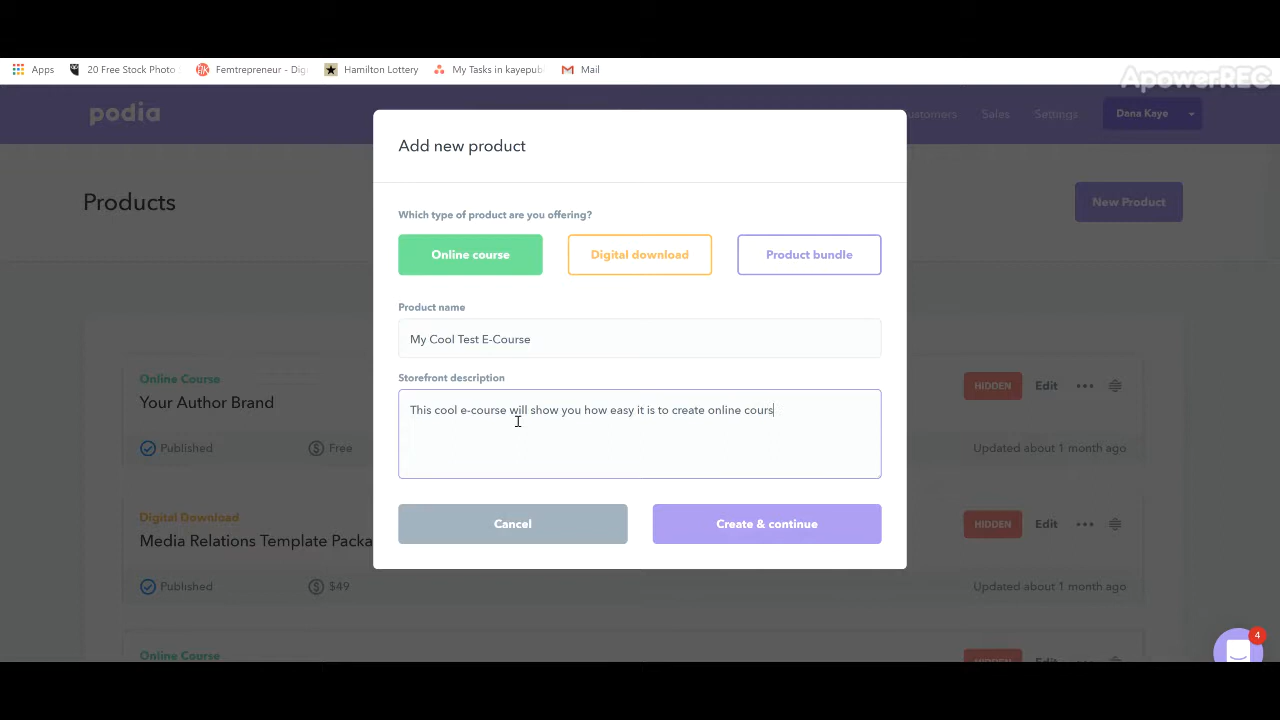 Apps 20 Free Stock Photo Femtrepreneur - Dig Hamilton Lottery My Tasks in kayepub Mail
ApowerREC
podia ustomers Sales Settings Dana Kaye
Add new product
Products
New Product
Which type of product are you offering?
Online course Digital download Product bundle
Product name
My Cool Test E-Course
Storefront description
This cool e-course will show you how easy it is to create online cours
Cancel Create & continue
Online Course
Your Author Brand
HIDDEN Edit
Published Free Updated about 1 month ago
Digital Download
Media Relations Template Packa
HIDDEN Edit
Published $49 Updated about 1 month ago
Online Course
HIDDEN Edit
4